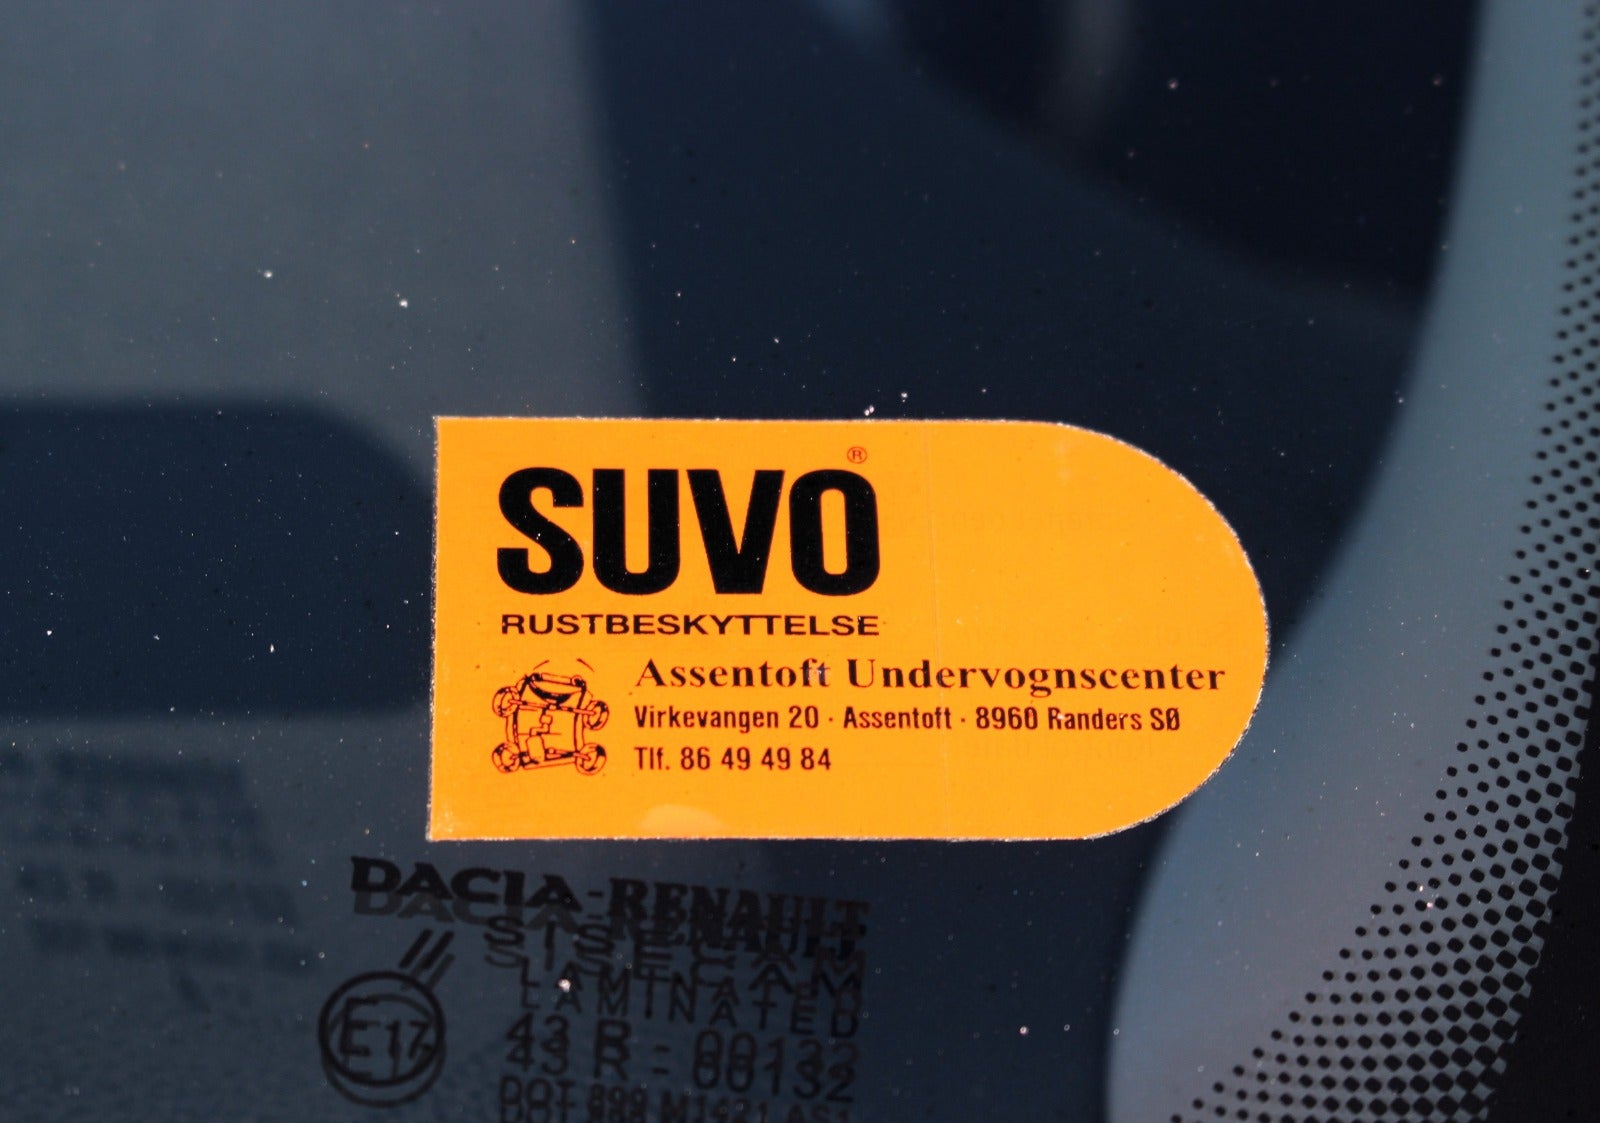 SUVO®
RUSTBESKYTTELSE
Assentoft Undervognscenter
Virkevangen 20 · Assentoft · 8960 Randers SØ
Tlf. 86 49 49 84
DACIA-RENAULT
SISECAM
LAMINATED
E17
43 R - 00132
DOT